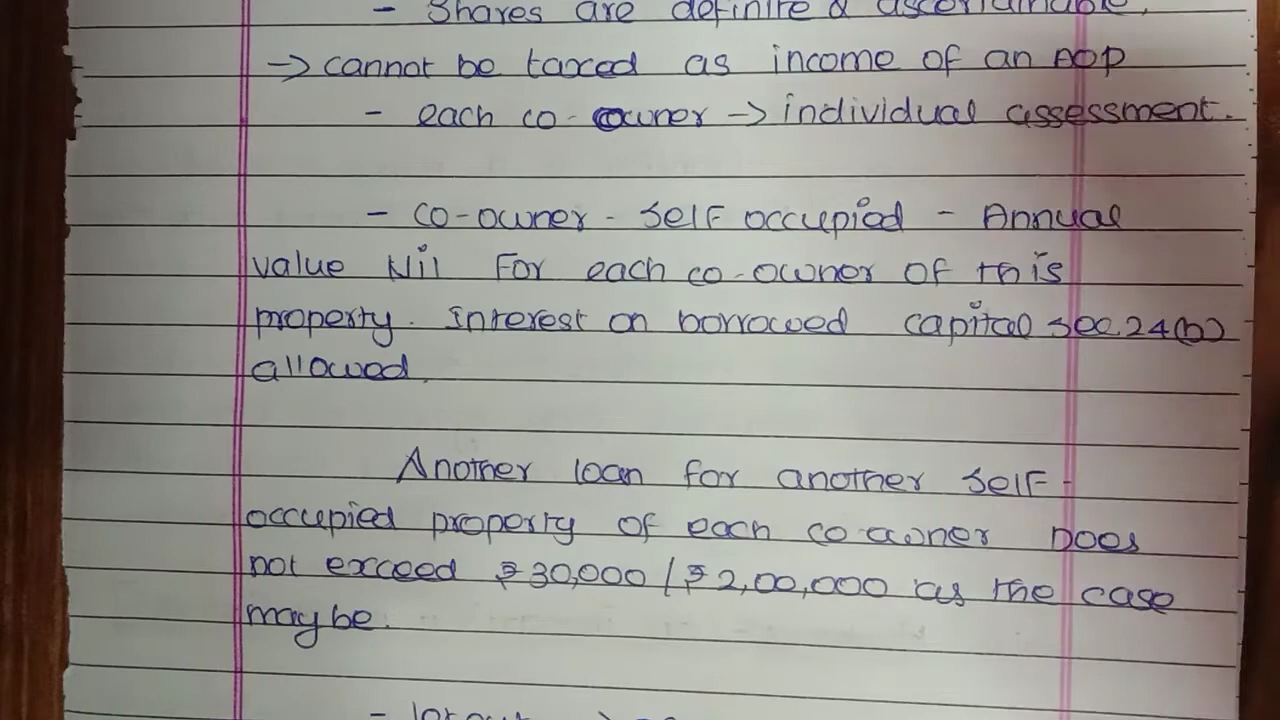 - Shares are definite & ascertainable.
→ cannot be taxed as income of an AOP
- each co-owner → individual assessment.
- co-owner - self occupied - Annual
value Nil for each co-owner of this
property. Interest on borrowed capital sec.24(b)
allowed.
Another loan for another self-
occupied property of each co-owner Does
not exceed ₹30,000/₹2,00,000 as the case
may be.